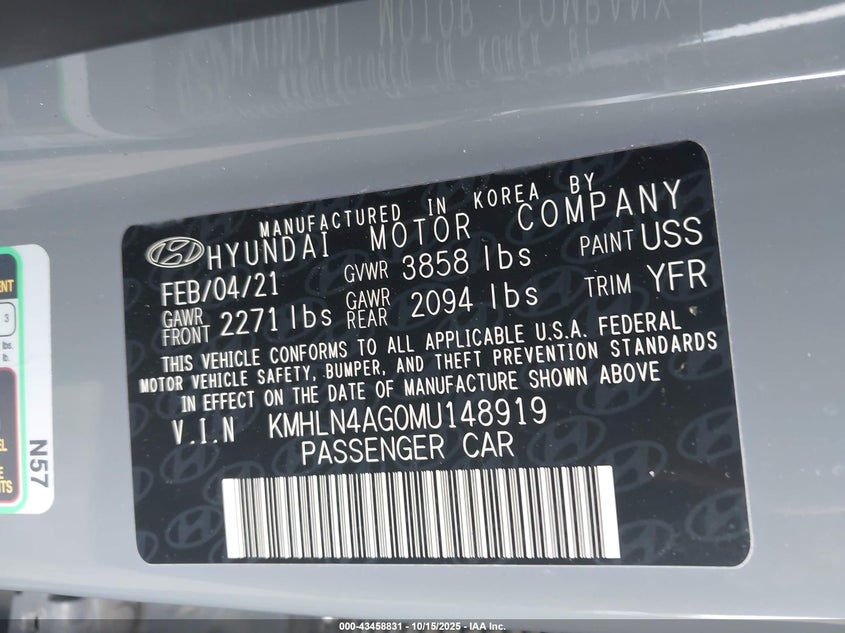 MANUFACTURED IN KOREA BY
HYUNDAI MOTOR COMPANY
FEB/04/21 GVWR 3858 lbs PAINT USS
GAWR FRONT 2271 lbs GAWR REAR 2094 lbs TRIM YFR
THIS VEHICLE CONFORMS TO ALL APPLICABLE U.S.A. FEDERAL
MOTOR VEHICLE SAFETY, BUMPER, AND THEFT PREVENTION STANDARDS
IN EFFECT ON THE DATE OF MANUFACTURE SHOWN ABOVE
V.I.N KMHLN4AG0MU148919
PASSENGER CAR
3
lbs.
N57
000-43458831 - 10/15/2025 - IAA Inc.